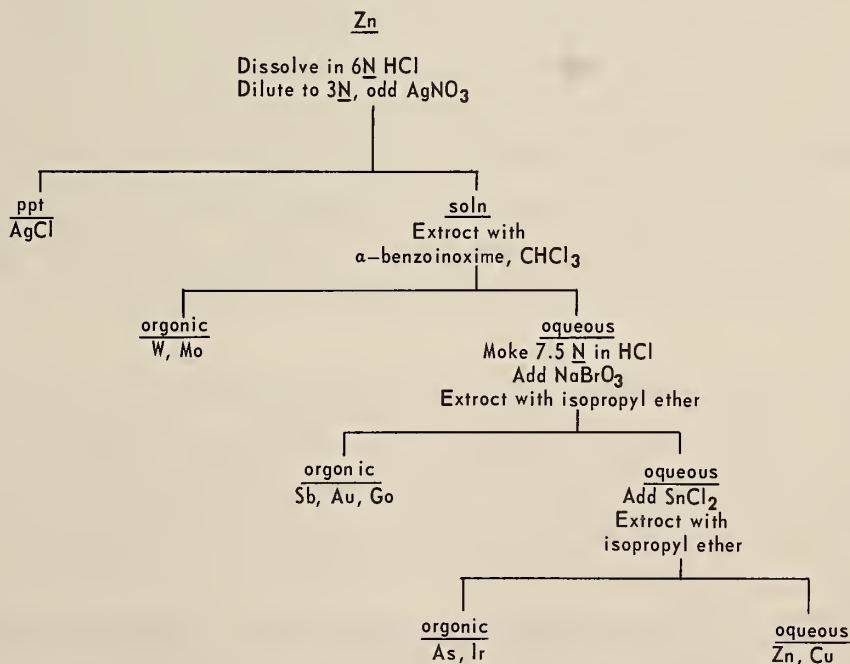 Zn
Dissolve in 6N HCl
Dilute to 3N, odd AgNO3
ppt
AgCl
soln
Extroct with
α–benzoinoxime, CHCl3
orgonic
W, Mo
oqueous
Moke 7.5 N in HCl
Add NaBrO3
Extroct with isopropyl ether
orgonic
Sb, Au, Go
oqueous
Add SnCl2
Extroct with
isopropyl ether
orgonic
As, Ir
oqueous
Zn, Cu